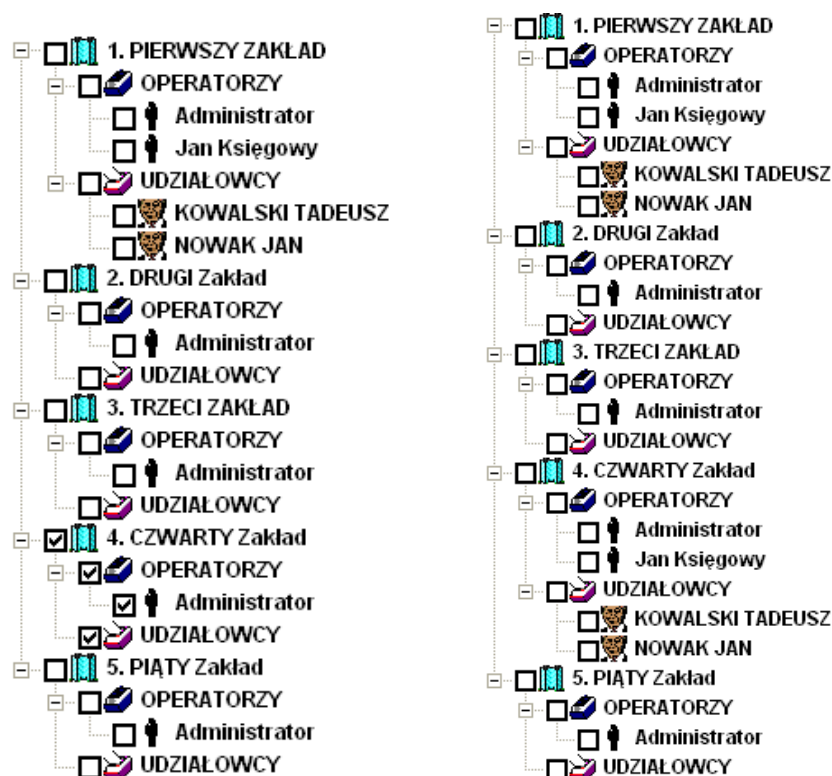 1. PIERWSZY ZAKŁAD
OPERATORZY
Administrator
Jan Księgowy
UDZIAŁOWCY
KOWALSKI TADEUSZ
NOWAK JAN
2. DRUGI Zakład
OPERATORZY
Administrator
UDZIAŁOWCY
3. TRZECI ZAKŁAD
OPERATORZY
Administrator
UDZIAŁOWCY
4. CZWARTY Zakład
OPERATORZY
Administrator
UDZIAŁOWCY
5. PIĄTY Zakład
OPERATORZY
Administrator
UDZIAŁOWCY
1. PIERWSZY ZAKŁAD
OPERATORZY
Administrator
Jan Księgowy
UDZIAŁOWCY
KOWALSKI TADEUSZ
NOWAK JAN
2. DRUGI Zakład
OPERATORZY
Administrator
UDZIAŁOWCY
3. TRZECI ZAKŁAD
OPERATORZY
Administrator
UDZIAŁOWCY
4. CZWARTY Zakład
OPERATORZY
Administrator
Jan Księgowy
UDZIAŁOWCY
KOWALSKI TADEUSZ
NOWAK JAN
5. PIĄTY Zakład
OPERATORZY
Administrator
UDZIAŁOWCY